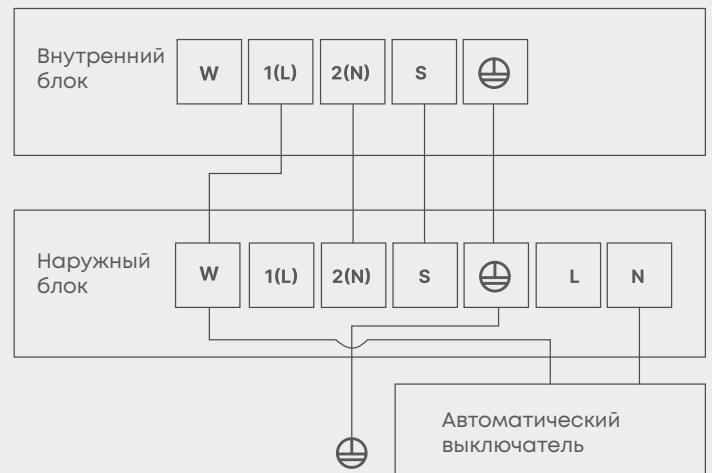 Внутренний
блок
W 1(L) 2(N) S
Наружный
блок
W 1(L) 2(N) S L N
Автоматический
выключатель